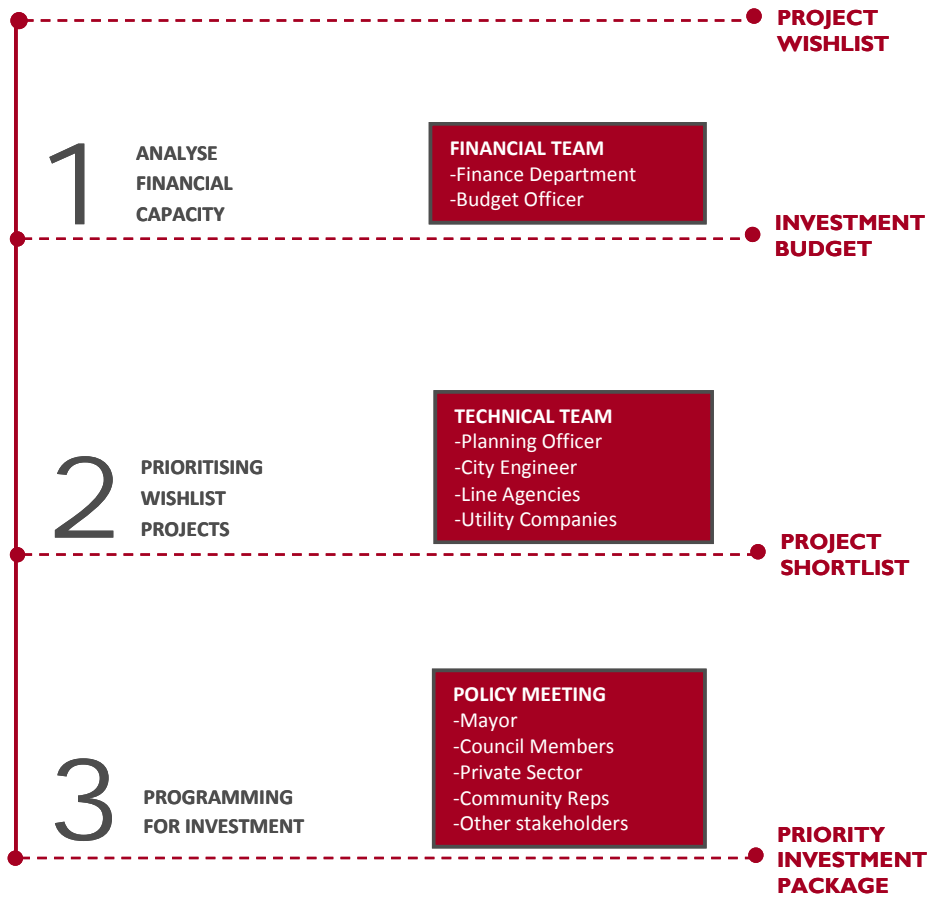 PROJECT
WISHLIST
1
ANALYSE
FINANCIAL
CAPACITY
FINANCIAL TEAM
-Finance Department
-Budget Officer
INVESTMENT
BUDGET
2
PRIORITISING
WISHLIST
PROJECTS
TECHNICAL TEAM
-Planning Officer
-City Engineer
-Line Agencies
-Utility Companies
PROJECT
SHORTLIST
3
PROGRAMMING
FOR INVESTMENT
POLICY MEETING
-Mayor
-Council Members
-Private Sector
-Community Reps
-Other stakeholders
PRIORITY
INVESTMENT
PACKAGE